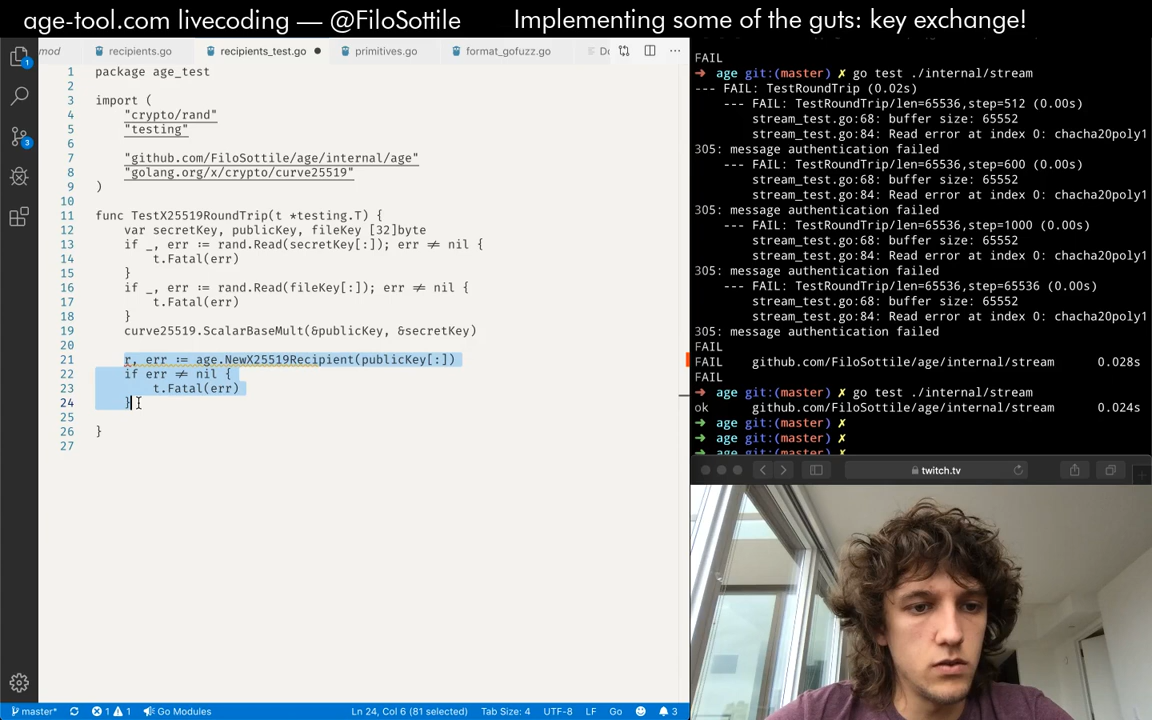 age-tool.com livecoding — @FiloSottile Implementing some of the guts: key exchange!
mod recipients.go recipients_test.go primitives.go format_gofuzz.go Do
1 package age_test
2
3 import (
4 "crypto/rand"
5 "testing"
6
7 "github.com/FiloSottile/age/internal/age"
8 "golang.org/x/crypto/curve25519"
9 )
10
11 func TestX25519RoundTrip(t *testing.T) {
12 var secretKey, publicKey, fileKey [32]byte
13 if _, err := rand.Read(secretKey[:]); err ≠ nil {
14 t.Fatal(err)
15 }
16 if _, err := rand.Read(fileKey[:]); err ≠ nil {
17 t.Fatal(err)
18 }
19 curve25519.ScalarBaseMult(&publicKey, &secretKey)
20
21 r, err := age.NewX25519Recipient(publicKey[:])
22 if err ≠ nil {
23 t.Fatal(err)
24 }
25
26 }
27
1
3
master* 1 1 Go Modules Ln 24, Col 6 (81 selected) Tab Size: 4 UTF-8 LF Go 3
FAIL
➜ age git:(master) ✗ go test ./internal/stream
--- FAIL: TestRoundTrip (0.02s)
--- FAIL: TestRoundTrip/len=65536,step=512 (0.00s)
stream_test.go:68: buffer size: 65552
stream_test.go:84: Read error at index 0: chacha20poly1
305: message authentication failed
--- FAIL: TestRoundTrip/len=65536,step=600 (0.00s)
stream_test.go:68: buffer size: 65552
stream_test.go:84: Read error at index 0: chacha20poly1
305: message authentication failed
--- FAIL: TestRoundTrip/len=65536,step=1000 (0.00s)
stream_test.go:68: buffer size: 65552
stream_test.go:84: Read error at index 0: chacha20poly1
305: message authentication failed
--- FAIL: TestRoundTrip/len=65536,step=65536 (0.00s)
stream_test.go:68: buffer size: 65552
stream_test.go:84: Read error at index 0: chacha20poly1
305: message authentication failed
FAIL
FAIL github.com/FiloSottile/age/internal/stream 0.028s
FAIL
➜ age git:(master) ✗ go test ./internal/stream
ok github.com/FiloSottile/age/internal/stream 0.024s
➜ age git:(master) ✗
➜ age git:(master) ✗
➜ age git:(master) ✗
twitch.tv